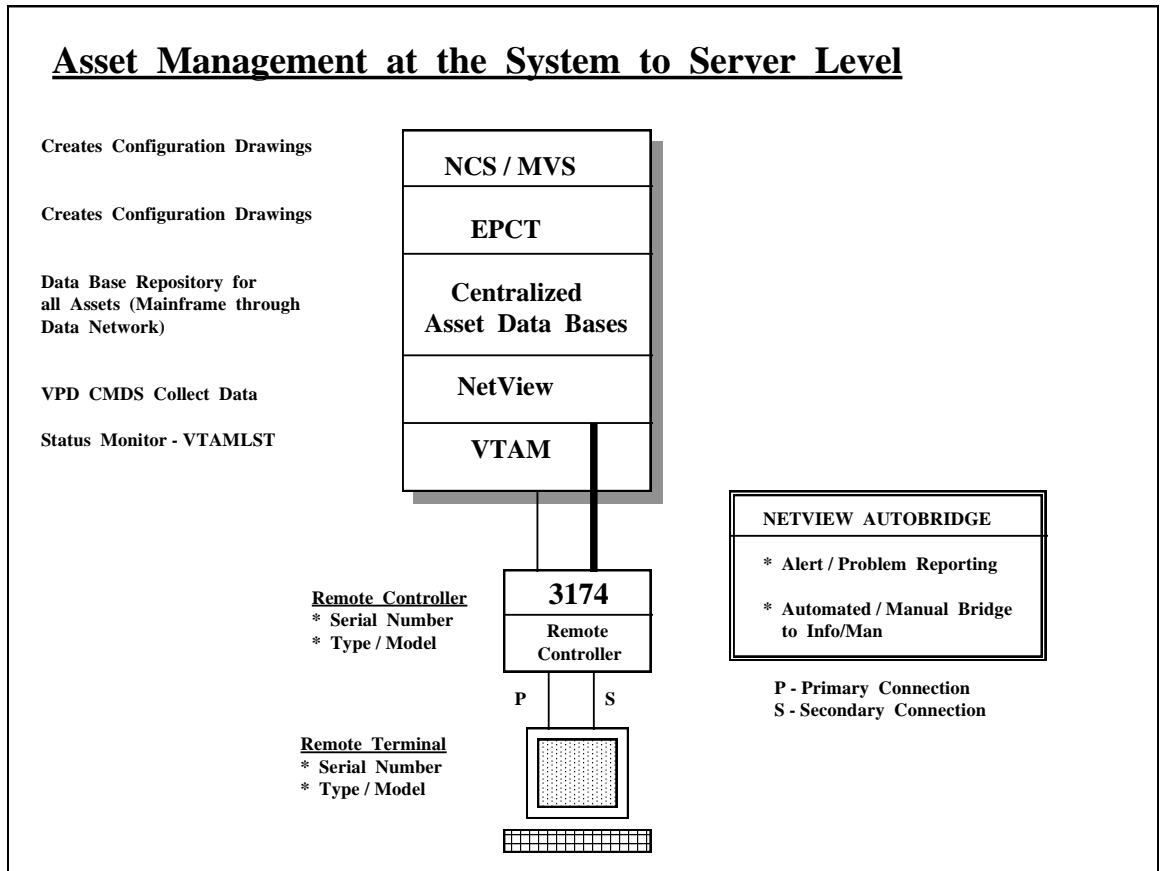 Asset Management at the System to Server Level
Creates Configuration Drawings
NCS / MVS
Creates Configuration Drawings
EPCT
Data Base Repository for
all Assets (Mainframe through
Data Network)
Centralized
Asset Data Bases
VPD CMDS Collect Data
NetView
Status Monitor - VTAMLST
VTAM
NETVIEW AUTOBRIDGE
* Alert / Problem Reporting
* Automated / Manual Bridge
to Info/Man
Remote Controller
* Serial Number
* Type / Model
3174
Remote
Controller
P - Primary Connection
S - Secondary Connection
P
S
Remote Terminal
* Serial Number
* Type / Model